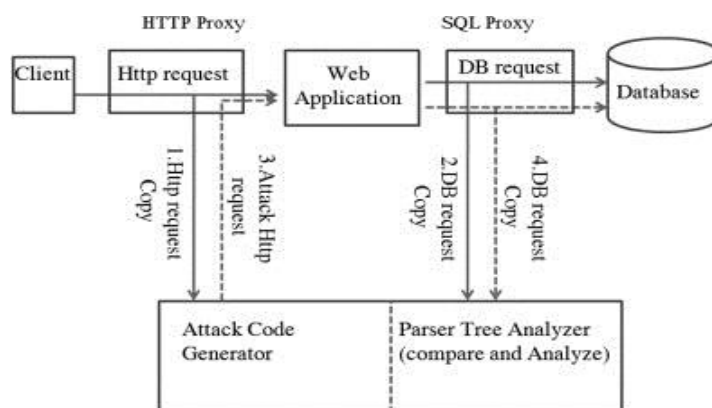 HTTP Proxy
SQL Proxy
Client
Http request
Web
Application
DB request
Database
1.Http request
Copy
3.Attack Http
request
2.DB request
Copy
4.DB request
Copy
Attack Code
Generator
Parser Tree Analyzer
(compare and Analyze)